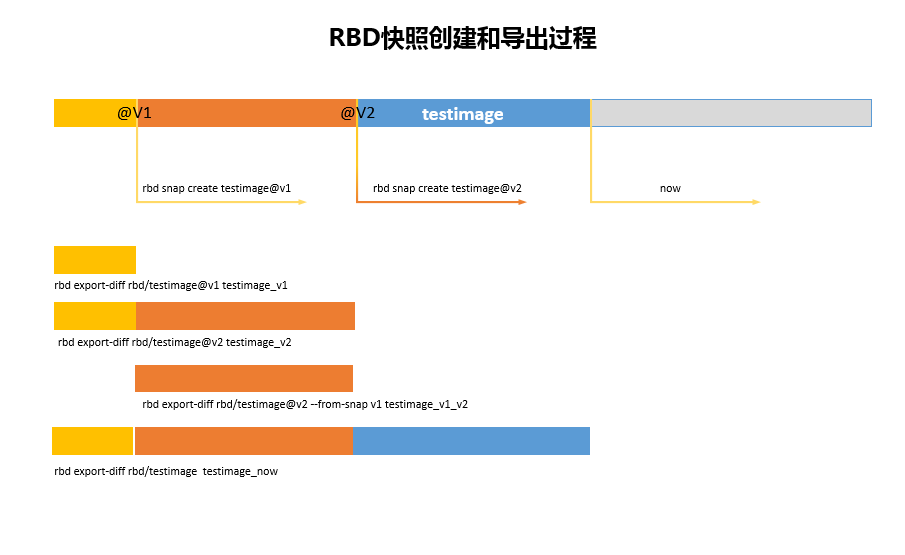 RBD快照创建和导出过程
@V1
@V2
testimage
rbd snap create testimage@v1
rbd snap create testimage@v2
now
rbd export-diff rbd/testimage@v1 testimage_v1
rbd export-diff rbd/testimage@v2 testimage_v2
rbd export-diff rbd/testimage@v2 --from-snap v1 testimage_v1_v2
rbd export-diff rbd/testimage  testimage_now